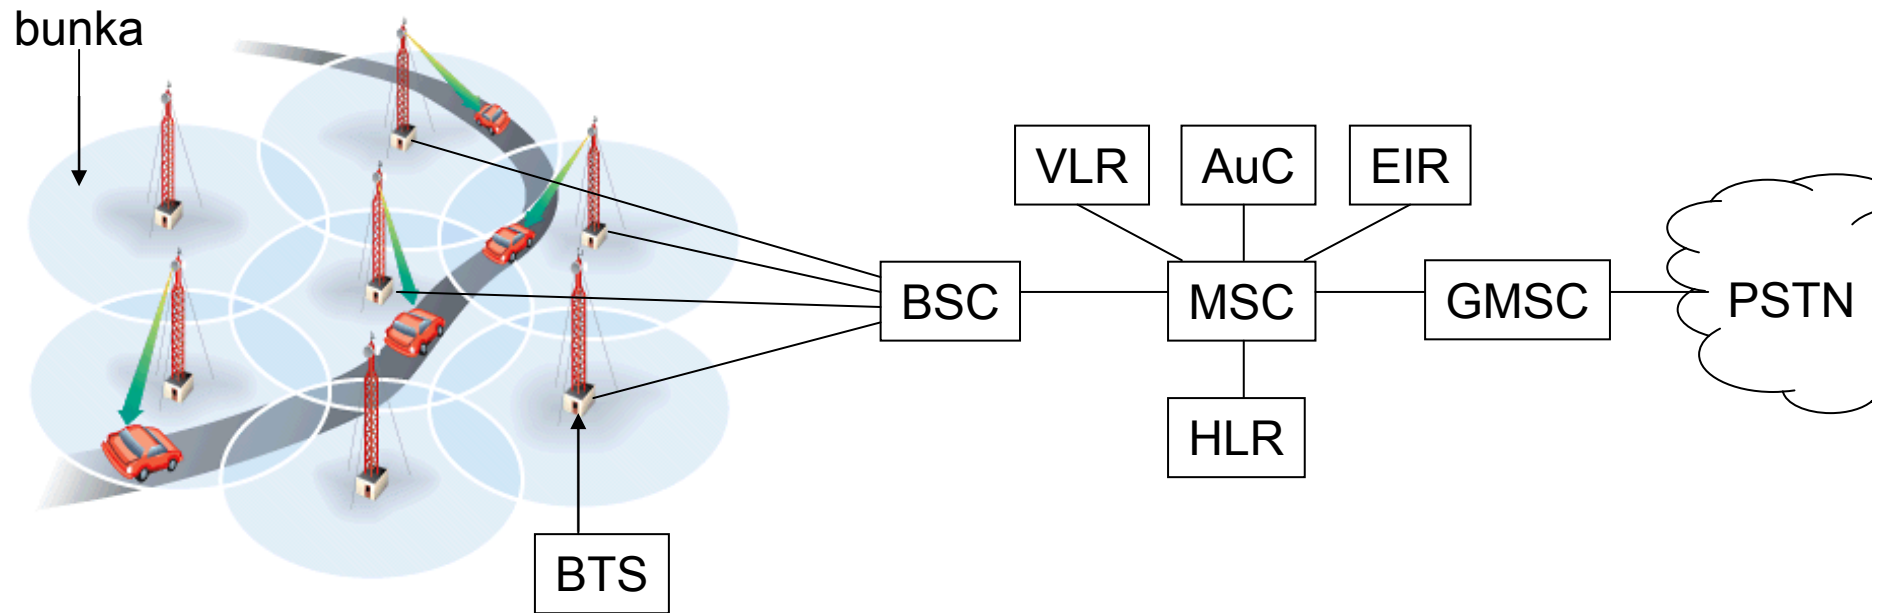 bunka
VLR
AuC
EIR
BSC
MSC
GMSC
PSTN
HLR
BTS